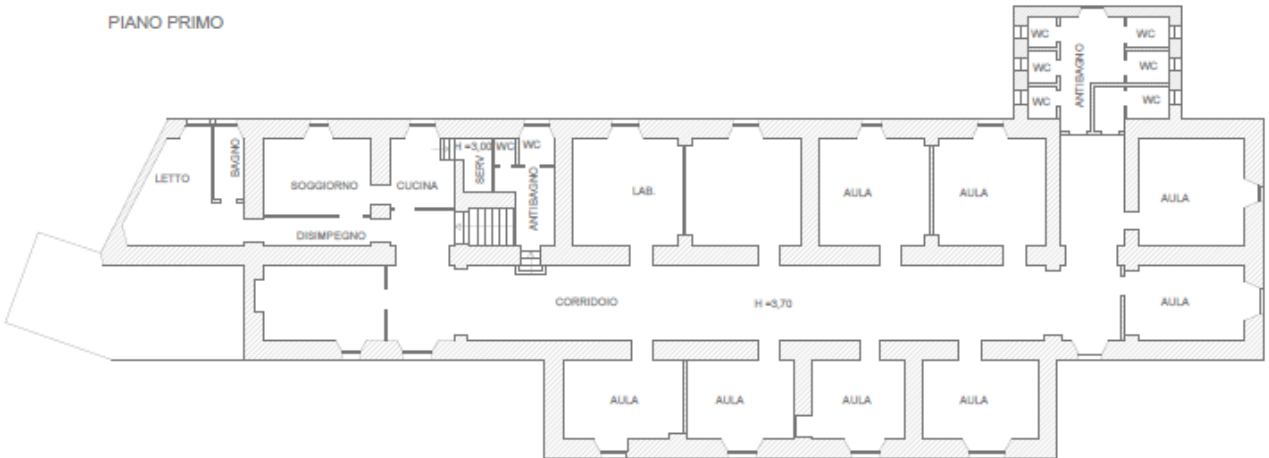 PIANO PRIMO
WC
WC
WC
WC
WC
WC
ANTIBAGNO
LETTO
BAGNO
SOGGIORNO
CUCINA
H =3,00
SERV
WC
WC
ANTIBAGNO
LAB.
AULA
AULA
AULA
DISIMPEGNO
CORRIDOIO
H =3,70
AULA
AULA
AULA
AULA
AULA